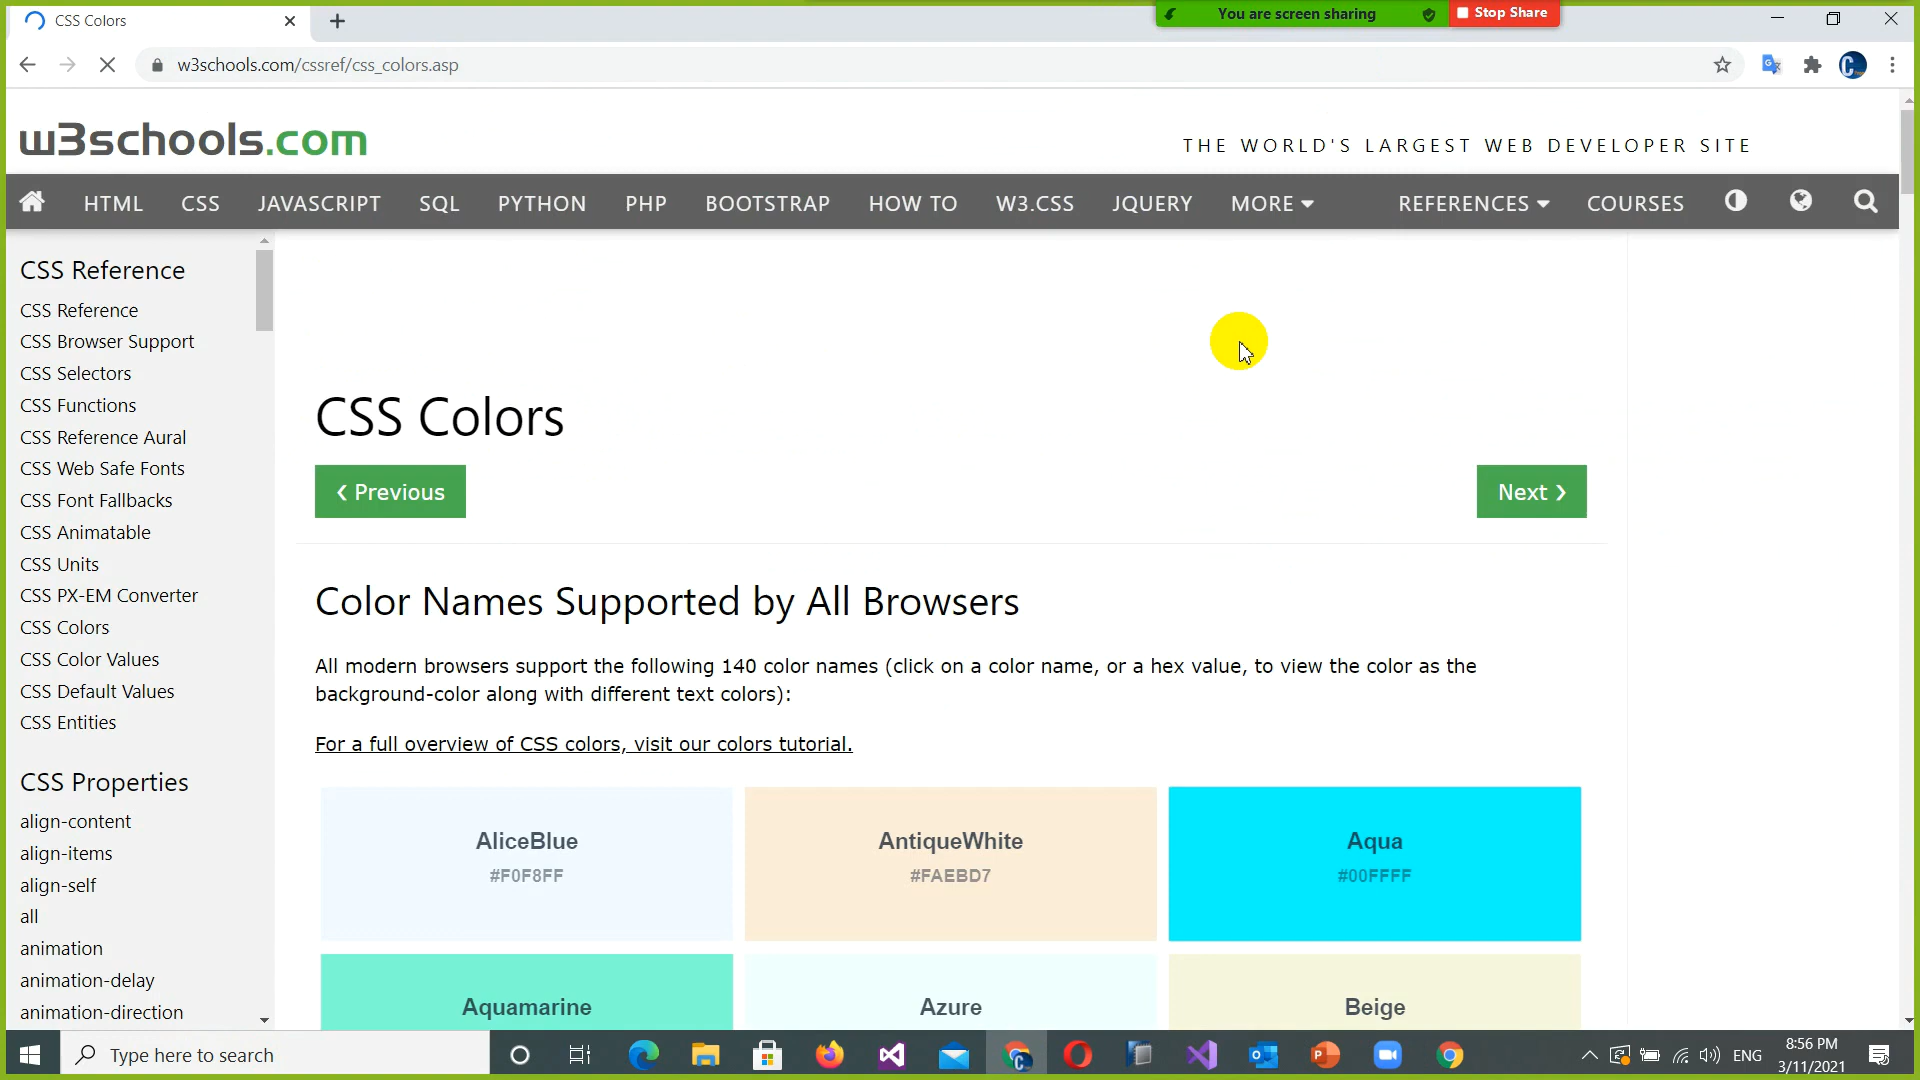 CSS Colors
You are screen sharing
Stop Share
w3schools.com/cssref/css_colors.asp
w3schools.com
THE WORLD'S LARGEST WEB DEVELOPER SITE
HTML CSS JAVASCRIPT SQL PYTHON PHP BOOTSTRAP HOW TO W3.CSS JQUERY MORE REFERENCES COURSES
CSS Reference
CSS Reference
CSS Browser Support
CSS Selectors
CSS Functions
CSS Reference Aural
CSS Web Safe Fonts
CSS Font Fallbacks
CSS Animatable
CSS Units
CSS PX-EM Converter
CSS Colors
CSS Color Values
CSS Default Values
CSS Entities
CSS Properties
align-content
align-items
align-self
all
animation
animation-delay
animation-direction
CSS Colors
❮ Previous
Next ❯
Color Names Supported by All Browsers
All modern browsers support the following 140 color names (click on a color name, or a hex value, to view the color as the
background-color along with different text colors):
For a full overview of CSS colors, visit our colors tutorial.
AliceBlue
#F0F8FF
AntiqueWhite
#FAEBD7
Aqua
#00FFFF
Aquamarine
Azure
Beige
Type here to search
ENG
8:56 PM
3/11/2021